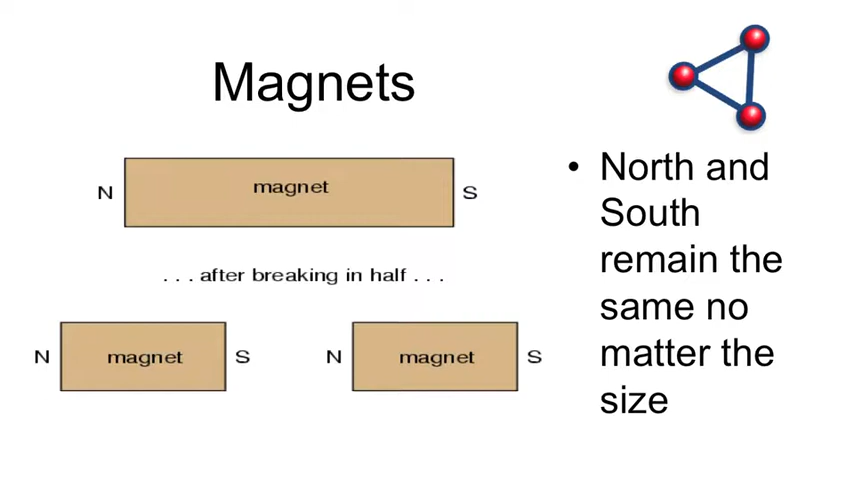 Magnets
N magnet S
. . . after breaking in half . . .
N magnet S N magnet S
• North and
South
remain the
same no
matter the
size